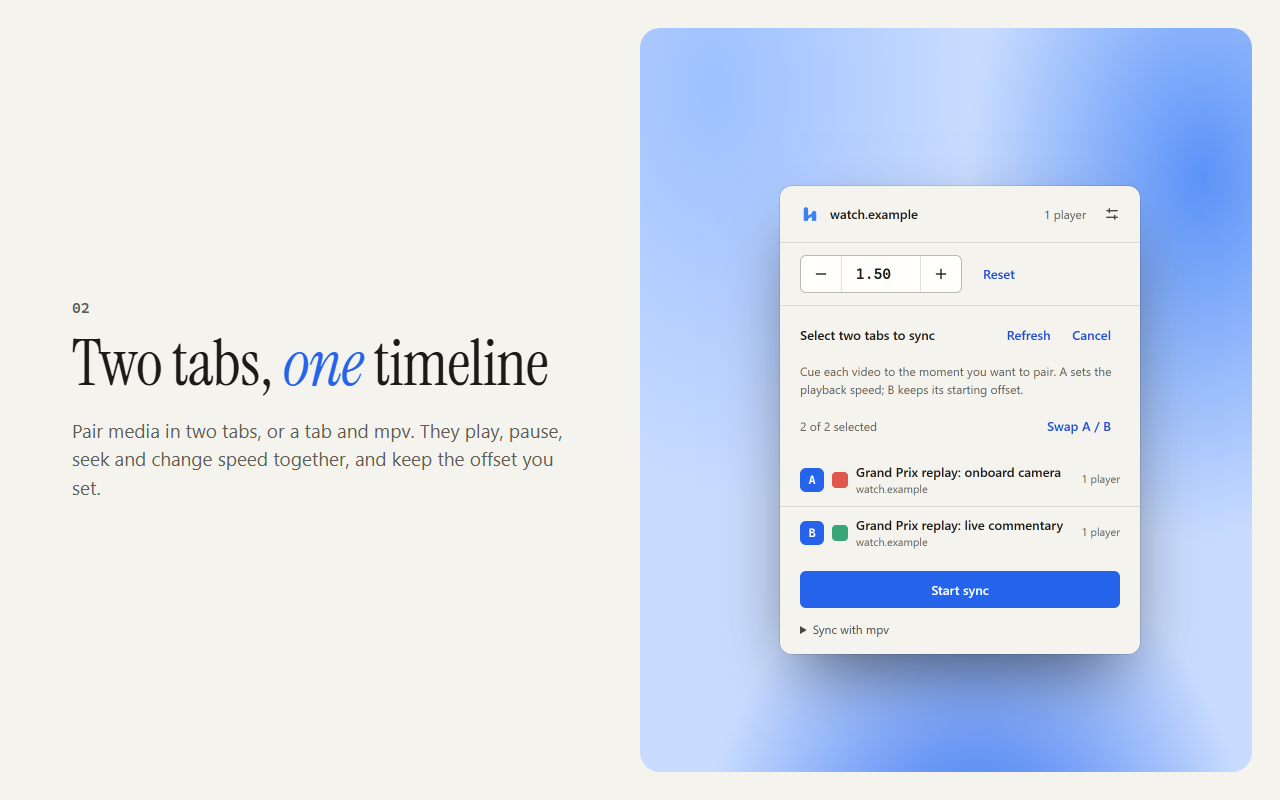 02
Two tabs, one timeline
Pair media in two tabs, or a tab and mpv. They play, pause,
seek and change speed together, and keep the offset you
set.
watch.example
1 player
− 1.50 + Reset
Select two tabs to sync
Refresh
Cancel
Cue each video to the moment you want to pair. A sets the
playback speed; B keeps its starting offset.
2 of 2 selected
Swap A / B
A
Grand Prix replay: onboard camera
watch.example
1 player
B
Grand Prix replay: live commentary
watch.example
1 player
Start sync
Sync with mpv